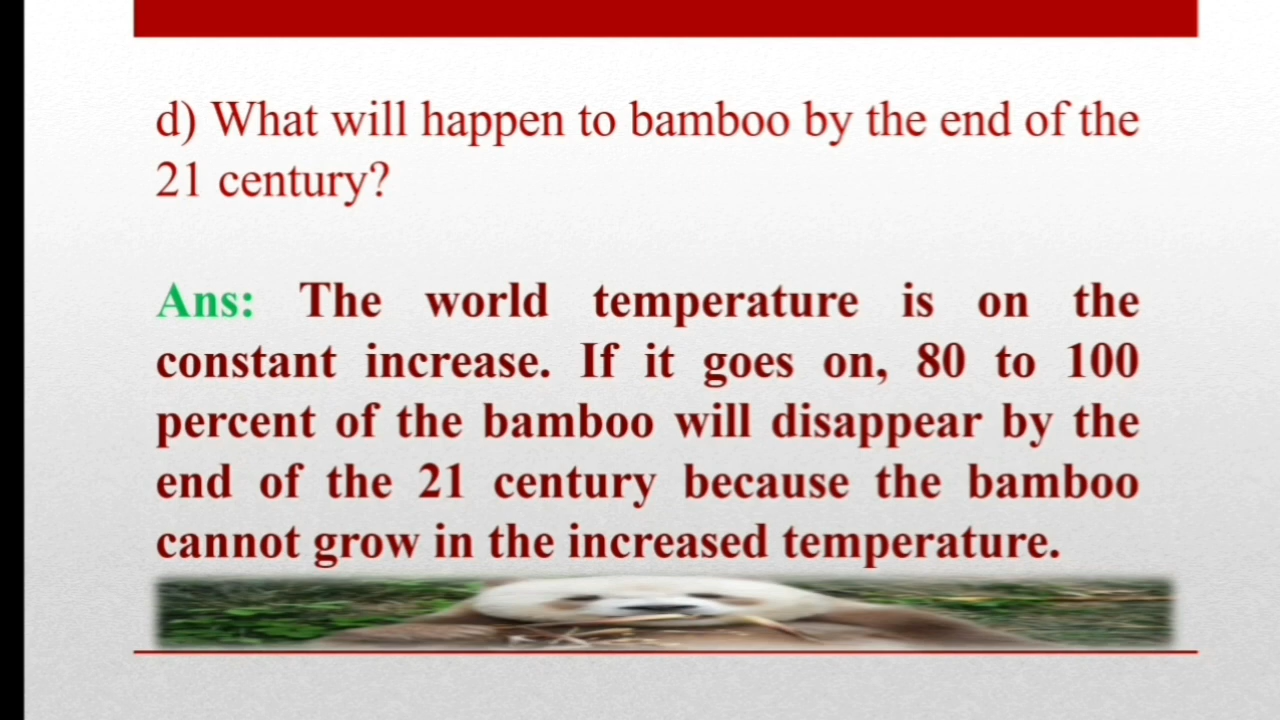 d) What will happen to bamboo by the end of the
21 century?
Ans: The world temperature is on the
constant increase. If it goes on, 80 to 100
percent of the bamboo will disappear by the
end of the 21 century because the bamboo
cannot grow in the increased temperature.